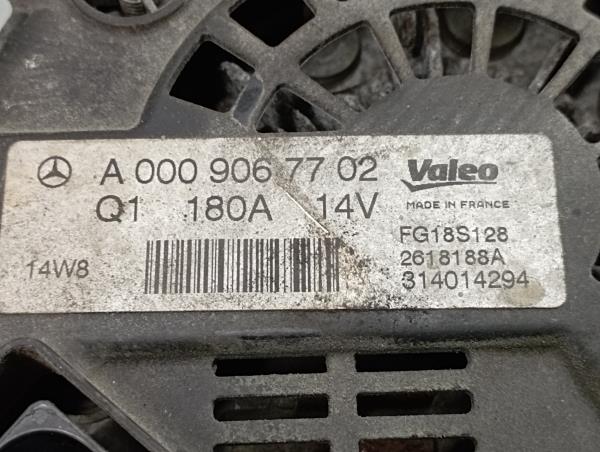 A 000 906 77 02
Valeo
Q1 180A 14V
MADE IN FRANCE
FG18S128
14W8
2618188A
314014294